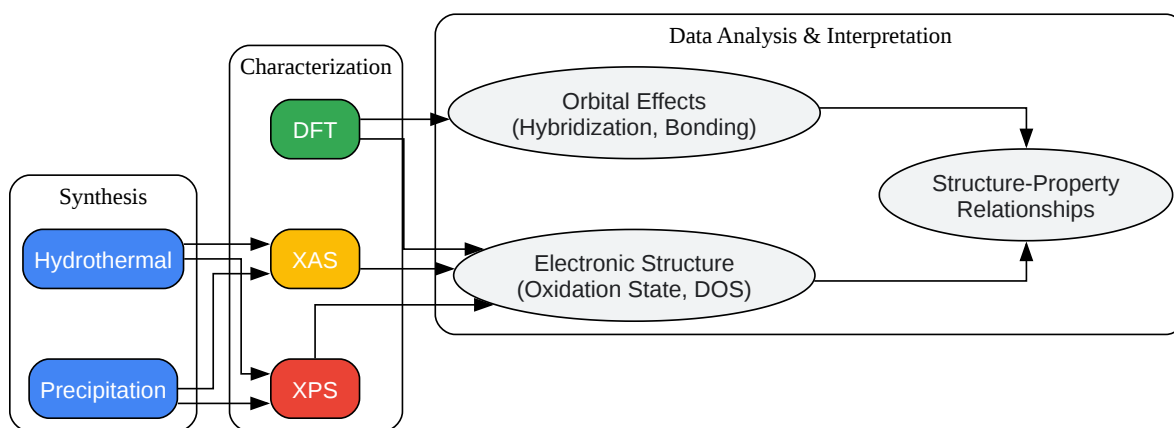 Synthesis
Hydrothermal
Precipitation
Characterization
DFT
XAS
XPS
Data Analysis & Interpretation
Orbital Effects
(Hybridization, Bonding)
Electronic Structure
(Oxidation State, DOS)
Structure-Property
Relationships